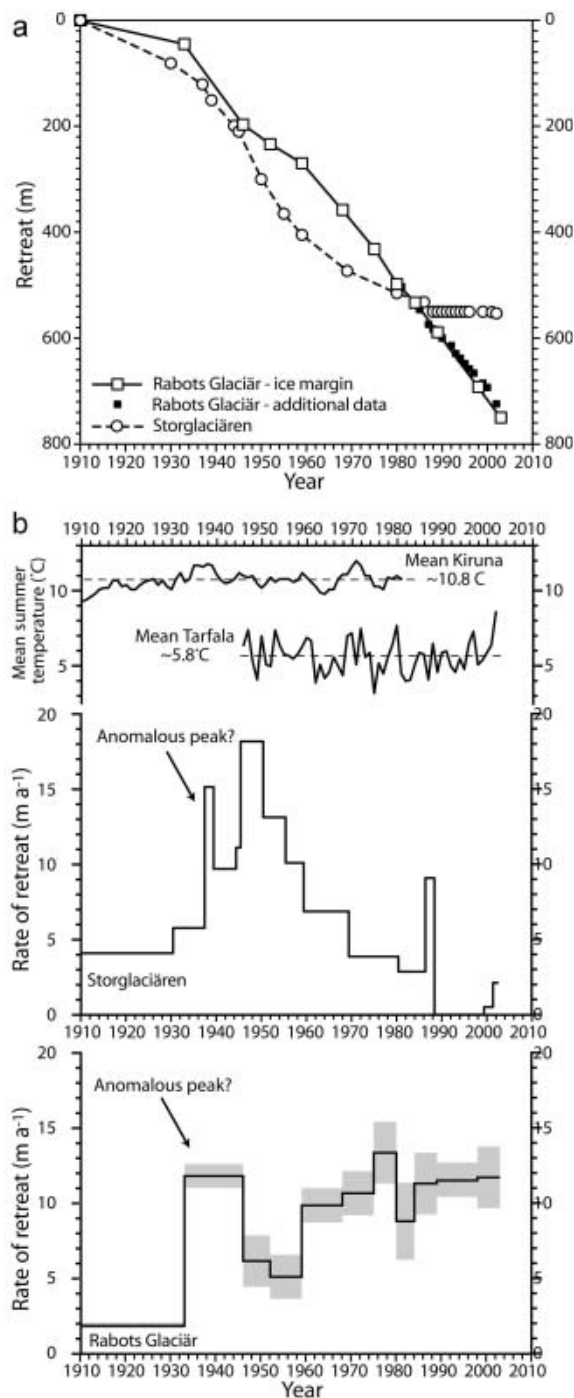 a
0
200
400
600
800
0
200
400
600
800
Retreat (m)
Rabots Glaciär - ice margin
Rabots Glaciär - additional data
Storglaciären
1910 1920 1930 1940 1950 1960 1970 1980 1990 2000 2010
Year
b
1910 1920 1930 1940 1950 1960 1970 1980 1990 2000 2010
Mean summer
temperature (°C)
10
5
10
5
Mean Kiruna
~10.8 C
Mean Tarfala
~5.8°C
20
15
10
5
0
20
15
10
5
0
Rate of retreat (m a⁻¹)
Anomalous peak?
Storglaciären
1910 1920 1930 1940 1950 1960 1970 1980 1990 2000 2010
20
15
10
5
0
20
15
10
5
0
Rate of retreat (m a⁻¹)
Anomalous peak?
Rabots Glaciär
1910 1920 1930 1940 1950 1960 1970 1980 1990 2000 2010
Year